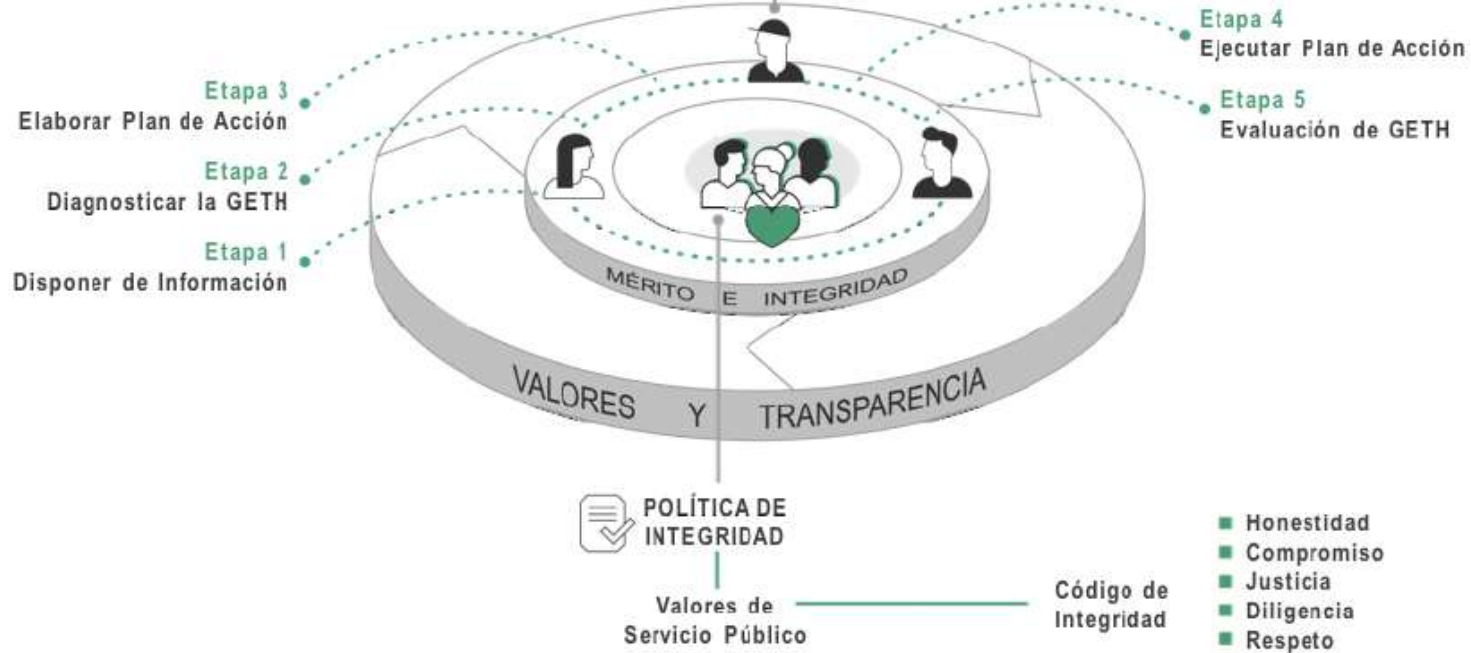 Etapa 4
Ejecutar Plan de Acción
Etapa 3
Elaborar Plan de Acción
Etapa 5
Evaluación de GETH
Etapa 2
Diagnosticar la GETH
Etapa 1
Disponer de Información
MÉRITO E INTEGRIDAD
VALORES Y TRANSPARENCIA
POLÍTICA DE
INTEGRIDAD
Valores de
Servicio Público
Código de
Integridad
Honestidad
Compromiso
Justicia
Diligencia
Respeto